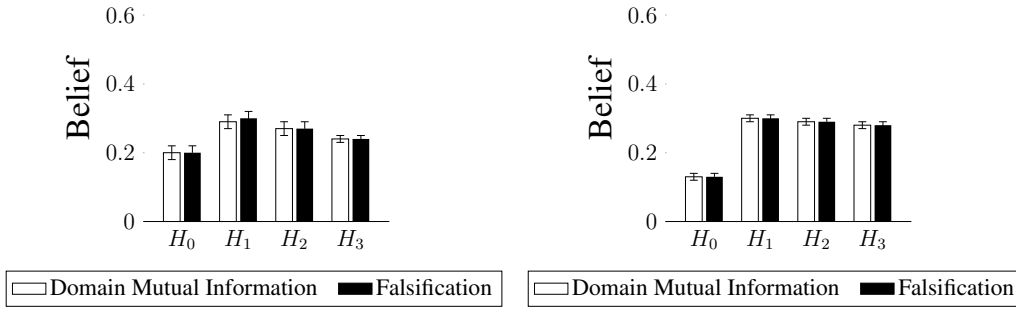 0.6
0.4
0.2
0
Belief
H₀ H₁ H₂ H₃
Domain Mutual Information Falsification
0.6
0.4
0.2
0
Belief
H₀ H₁ H₂ H₃
Domain Mutual Information Falsification